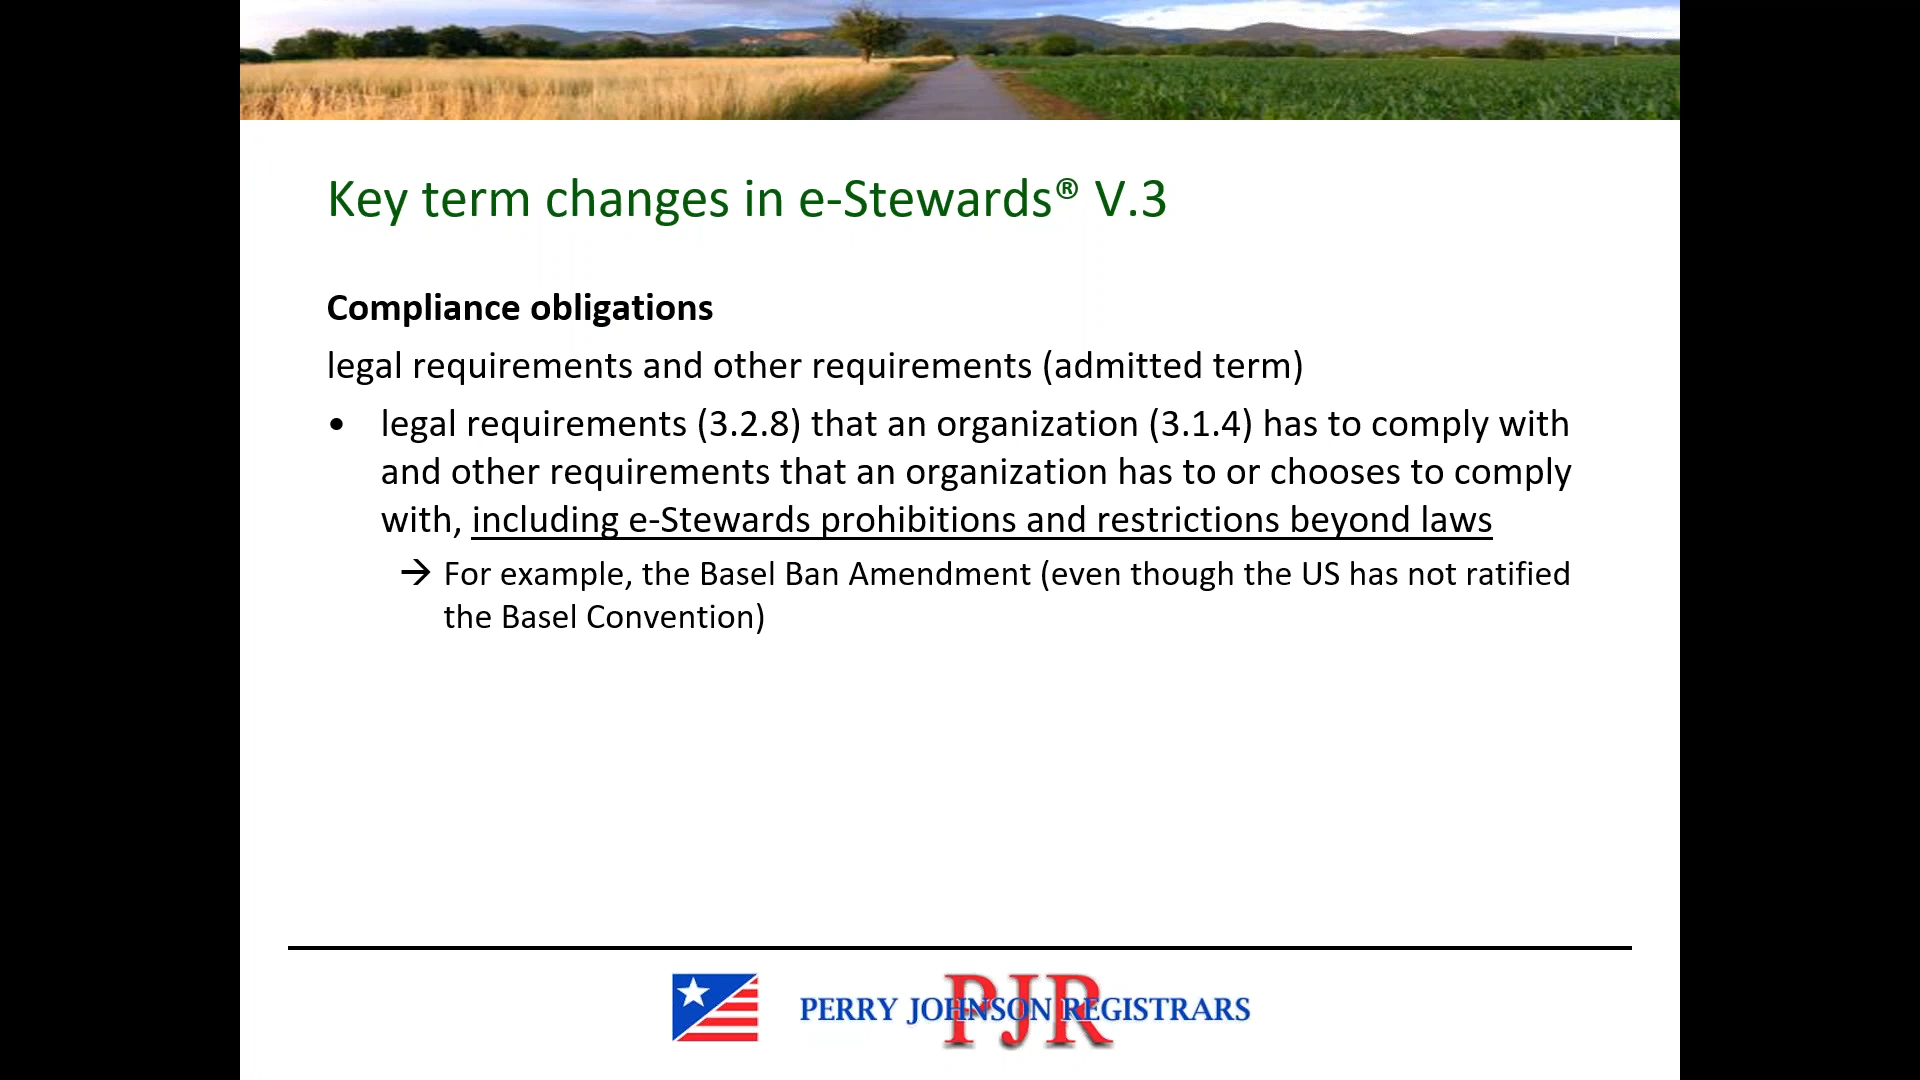 Key term changes in e-Stewards® V.3
Compliance obligations
legal requirements and other requirements (admitted term)
• legal requirements (3.2.8) that an organization (3.1.4) has to comply with
and other requirements that an organization has to or chooses to comply
with, including e-Stewards prohibitions and restrictions beyond laws
→ For example, the Basel Ban Amendment (even though the US has not ratified
the Basel Convention)
PJR
PERRY JOHNSON REGISTRARS